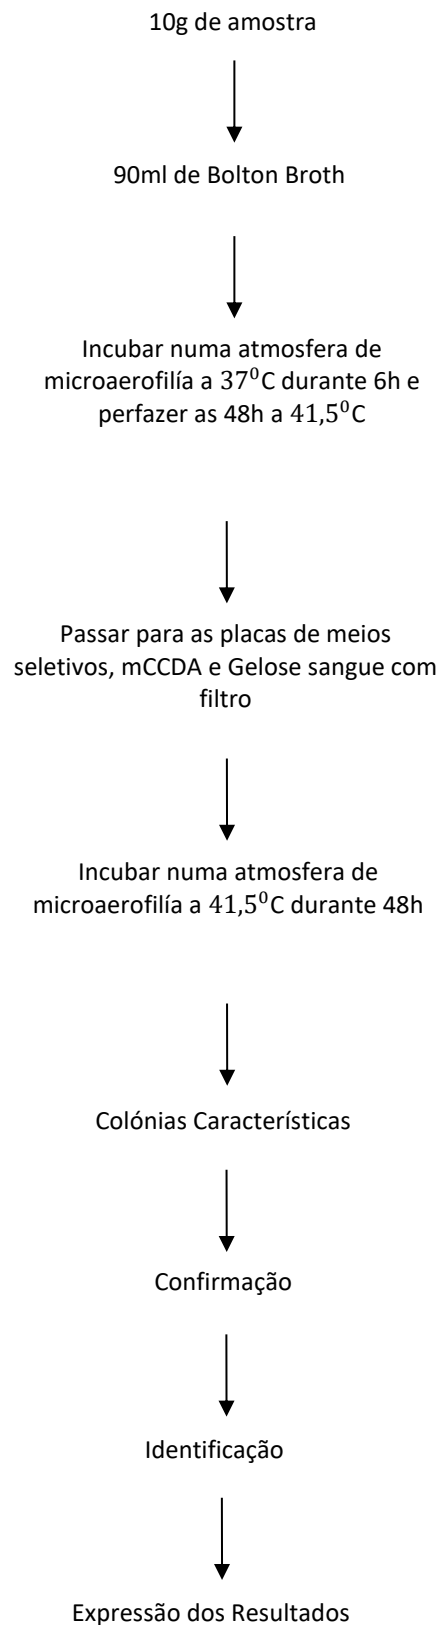 10g de amostra
90ml de Bolton Broth
Incubar numa atmosfera de
microaerofilía a 37⁰C durante 6h e
perfazer as 48h a 41,5⁰C
Passar para as placas de meios
seletivos, mCCDA e Gelose sangue com
filtro
Incubar numa atmosfera de
microaerofilía a 41,5⁰C durante 48h
Colónias Características
Confirmação
Identificação
Expressão dos Resultados